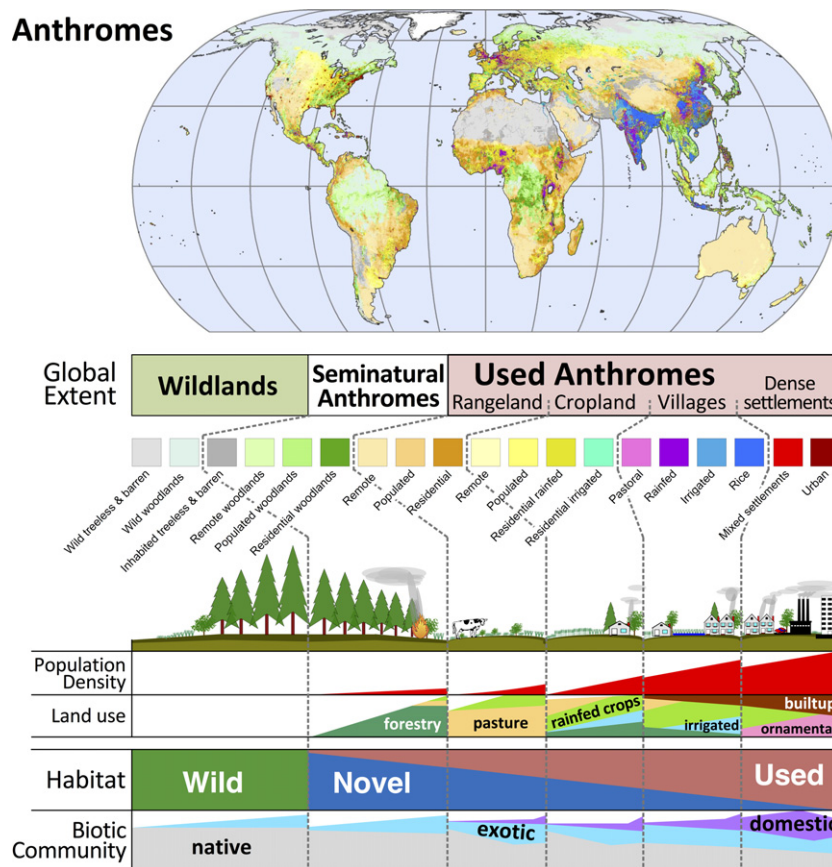 Anthromes
Global
Extent
Wildlands
Seminatural
Anthromes
Used Anthromes
Rangeland
Cropland
Villages
Dense
settlements
Wild treeless & barren
Wild woodlands
Inhabited treeless & barren
Remote woodlands
Populated woodlands
Residential woodlands
Remote
Populated
Residential
Remote
Populated
Residential rainfed
Residential irrigated
Pastoral
Rainfed
Irrigated
Rice
Mixed settlements
Urban
Population
Density
Land use
forestry
pasture
rainfed crops
irrigated
builtup
ornamental
Habitat
Wild
Novel
Used
Biotic
Community
native
exotic
domestic